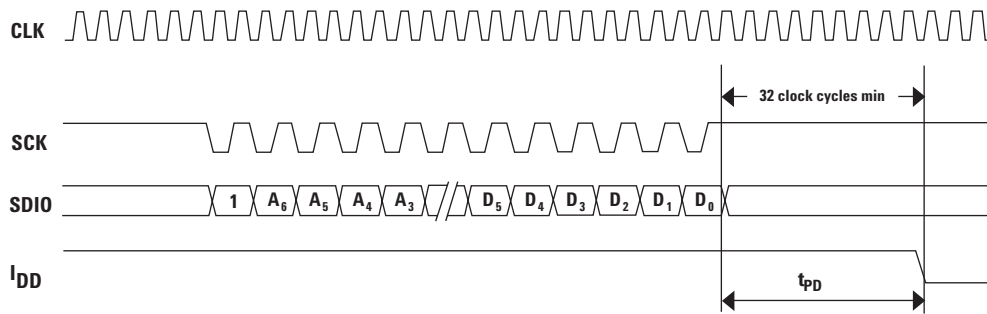 CLK
32 clock cycles min
SCK
SDIO 1 A6 A5 A4 A3 D5 D4 D3 D2 D1 D0
IDD
tPD